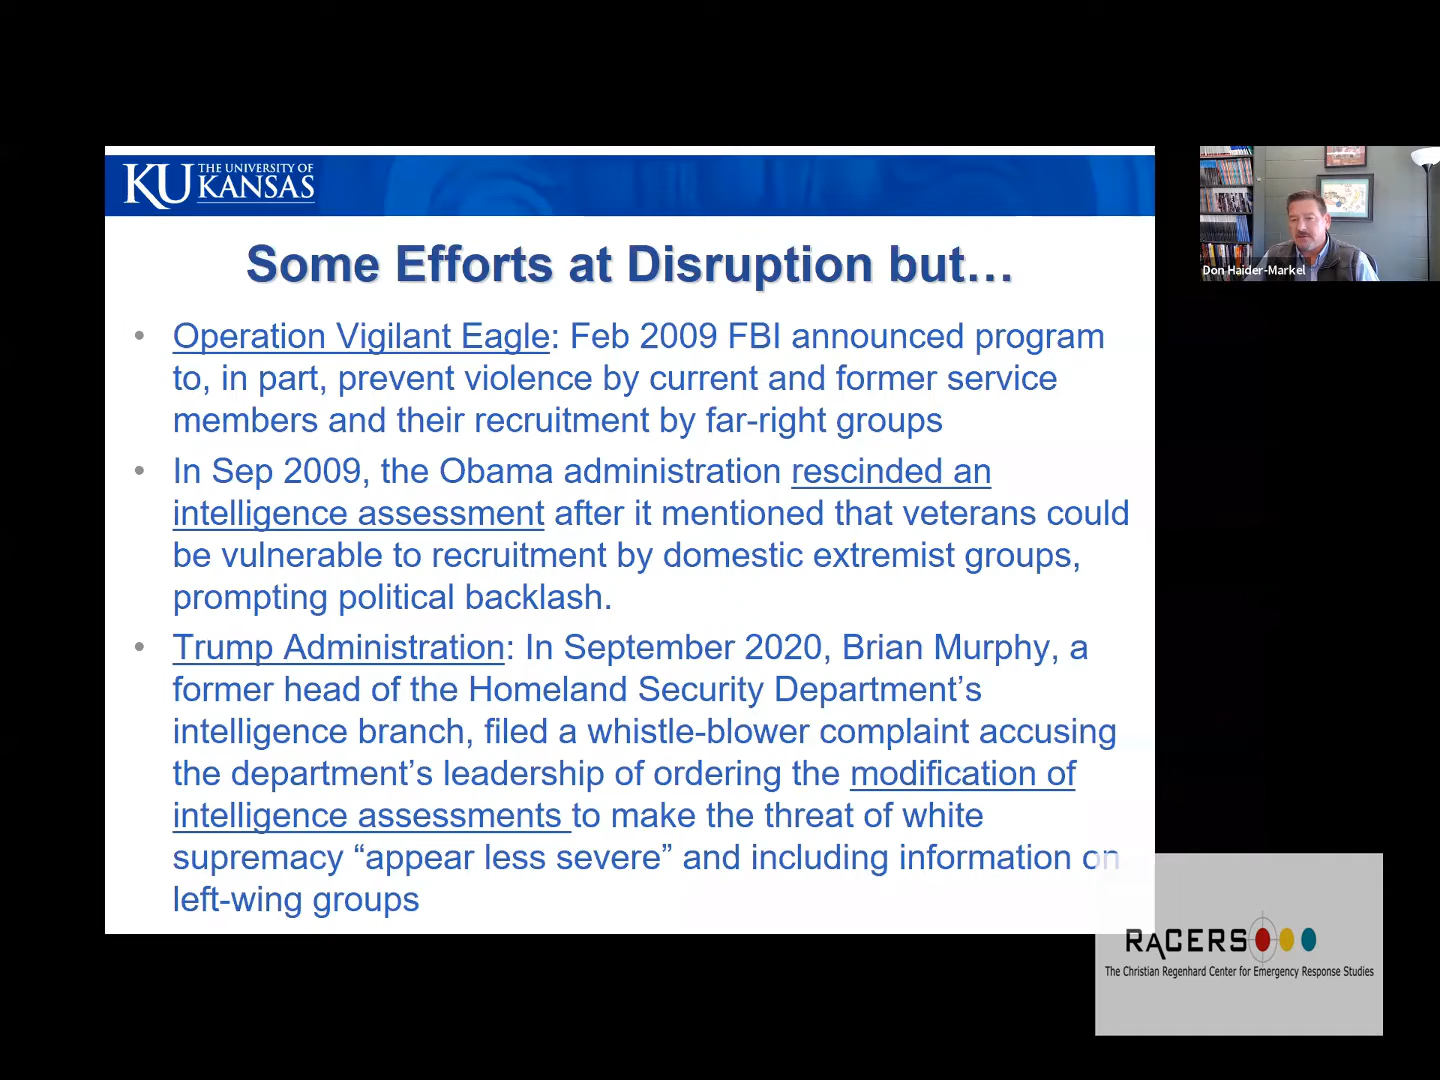 KU THE UNIVERSITY OF
KANSAS
Some Efforts at Disruption but…
• Operation Vigilant Eagle: Feb 2009 FBI announced program
to, in part, prevent violence by current and former service
members and their recruitment by far-right groups
• In Sep 2009, the Obama administration rescinded an
intelligence assessment after it mentioned that veterans could
be vulnerable to recruitment by domestic extremist groups,
prompting political backlash.
• Trump Administration: In September 2020, Brian Murphy, a
former head of the Homeland Security Department’s
intelligence branch, filed a whistle-blower complaint accusing
the department’s leadership of ordering the modification of
intelligence assessments to make the threat of white
supremacy “appear less severe” and including information on
left-wing groups
Don Haider-Markel
RACERS
The Christian Regenhard Center for Emergency Response Studies